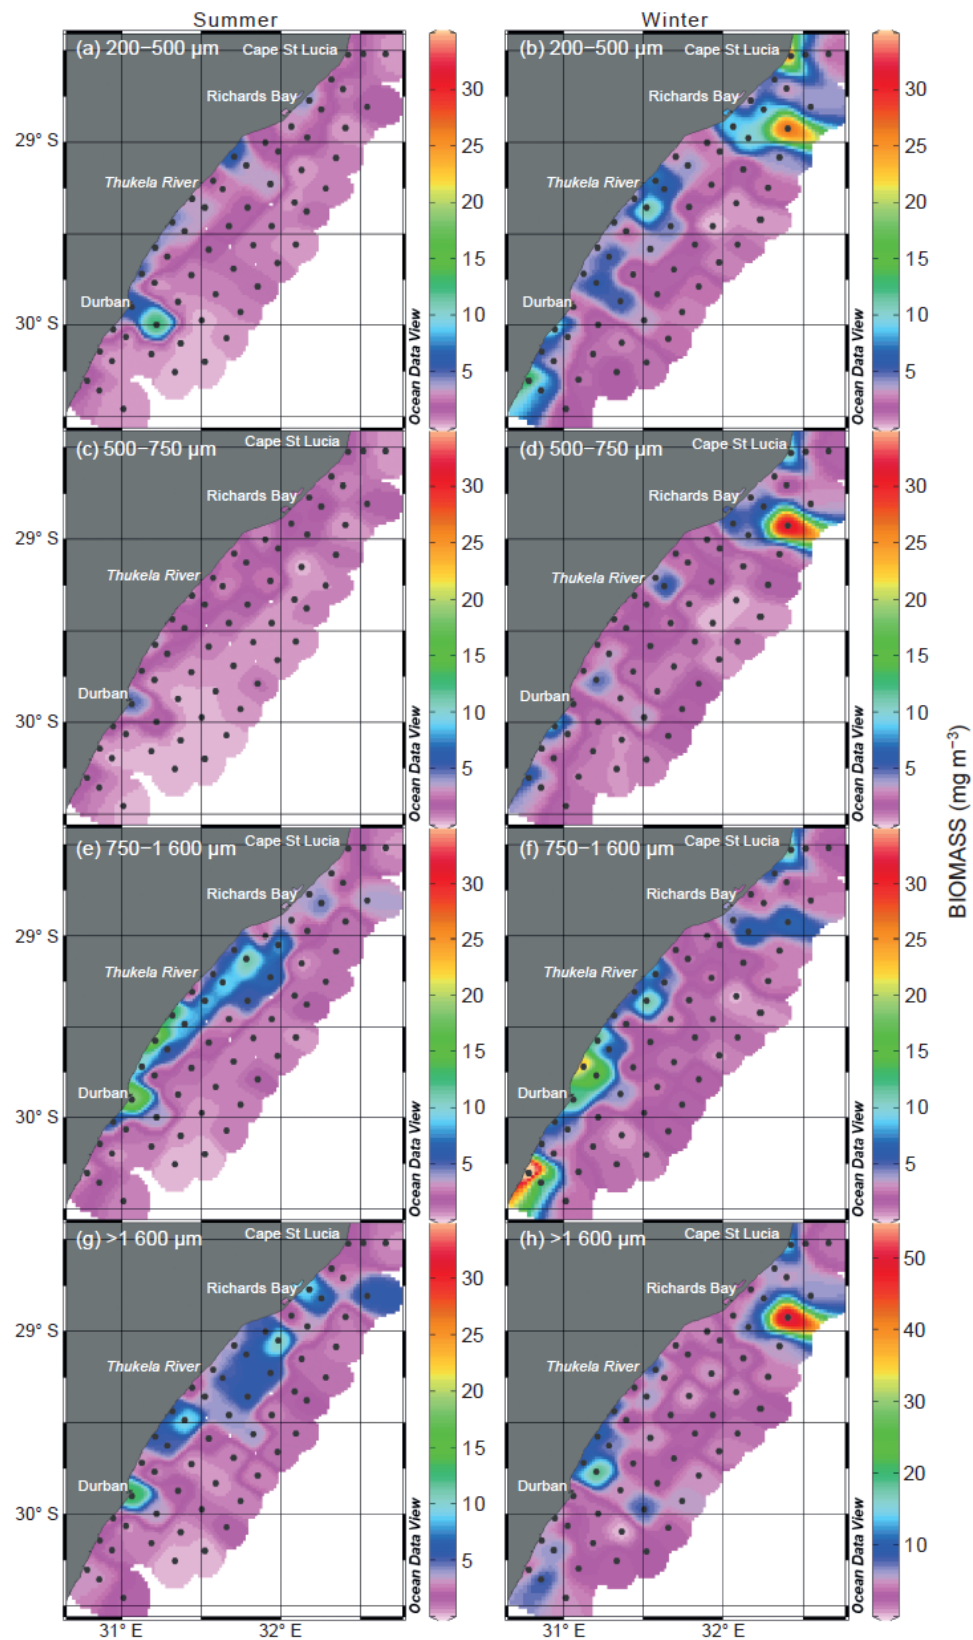 Summer
Winter
(a) 200–500 µm
Cape St Lucia
Richards Bay
Thukela River
Durban
29° S
30° S
Ocean Data View
30
25
20
15
10
5
(b) 200–500 µm
Cape St Lucia
Richards Bay
Thukela River
Durban
Ocean Data View
30
25
20
15
10
5
(c) 500–750 µm
Cape St Lucia
Richards Bay
Thukela River
Durban
29° S
30° S
Ocean Data View
30
25
20
15
10
5
(d) 500–750 µm
Cape St Lucia
Richards Bay
Thukela River
Durban
Ocean Data View
30
25
20
15
10
5
(e) 750–1 600 µm
Cape St Lucia
Richards Bay
Thukela River
Durban
29° S
30° S
Ocean Data View
30
25
20
15
10
5
(f) 750–1 600 µm
Cape St Lucia
Richards Bay
Thukela River
Durban
Ocean Data View
30
25
20
15
10
5
(g) >1 600 µm
Cape St Lucia
Richards Bay
Thukela River
Durban
29° S
30° S
Ocean Data View
30
25
20
15
10
5
31° E
32° E
(h) >1 600 µm
Cape St Lucia
Richards Bay
Thukela River
Durban
Ocean Data View
50
40
30
20
10
31° E
32° E
BIOMASS (mg m⁻³)